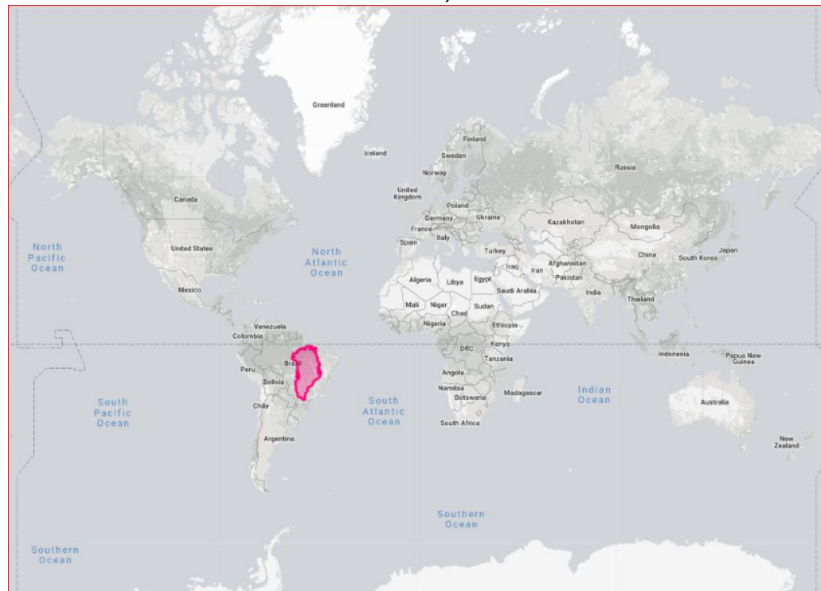 Greenland
Iceland
Finland
Sweden
Norway
Russia
United
Kingdom
Canada
Poland
Germany
Ukraine
Kazakhstan
Mongolia
France
Italy
Spain
Turkey
North
Pacific
Ocean
United States
North
Atlantic
Ocean
Iraq
Iran
Afghanistan
Pakistan
China
South Korea
Japan
Mexico
Algeria
Libya
Egypt
Saudi Arabia
India
Thailand
Mali
Niger
Chad
Sudan
Nigeria
Ethiopia
Venezuela
Colombia
DRC
Kenya
Tanzania
Indonesia
Papua New
Guinea
Peru
Brazil
Bolivia
Angola
Namibia
Botswana
Madagascar
Indian
Ocean
Australia
South
Pacific
Ocean
Chile
South
Atlantic
Ocean
South Africa
Argentina
New
Zealand
Southern
Ocean
Southern
Ocean